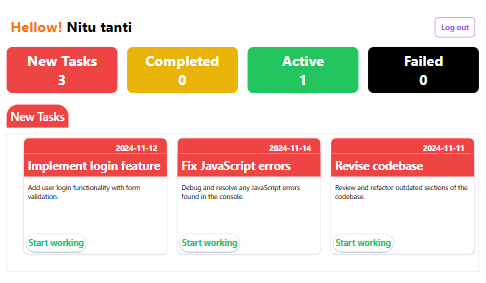 Hellow! Nitu tanti
Log out
New Tasks
3
Completed
0
Active
1
Failed
0
New Tasks
2024-11-12
Implement login feature
Add user login functionality with form
validation.
Start working
2024-11-14
Fix JavaScript errors
Debug and resolve any JavaScript errors
found in the console.
Start working
2024-11-11
Revise codebase
Review and refactor outdated sections of the
codebase.
Start working